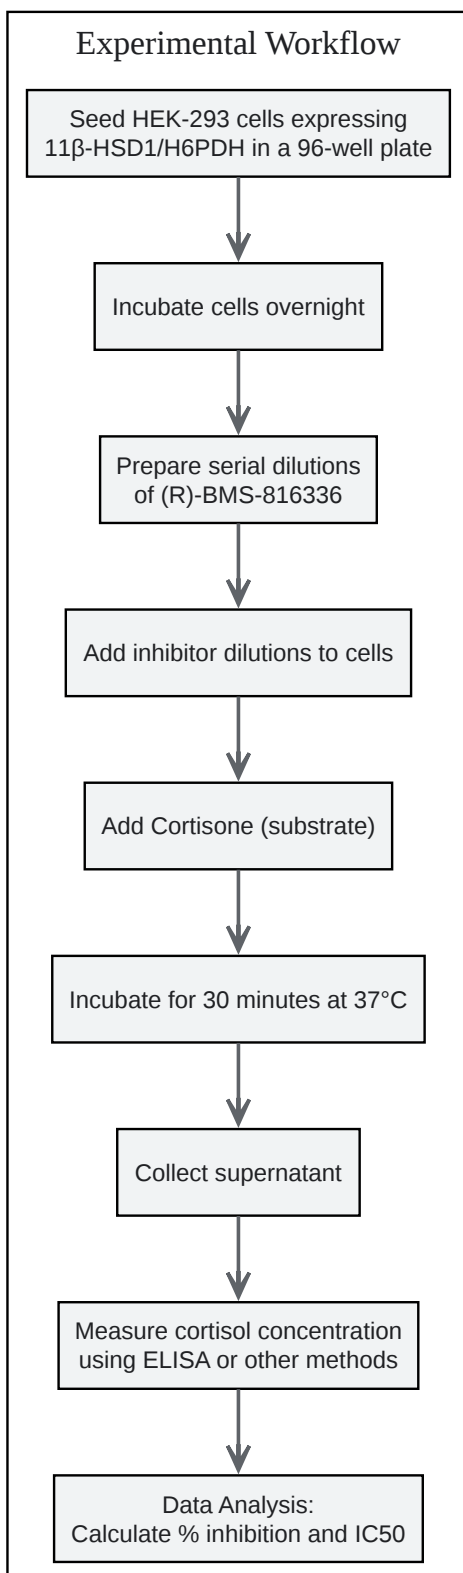 Experimental Workflow
Seed HEK-293 cells expressing
11β-HSD1/H6PDH in a 96-well plate
Incubate cells overnight
Prepare serial dilutions
of (R)-BMS-816336
Add inhibitor dilutions to cells
Add Cortisone (substrate)
Incubate for 30 minutes at 37°C
Collect supernatant
Measure cortisol concentration
using ELISA or other methods
Data Analysis:
Calculate % inhibition and IC50